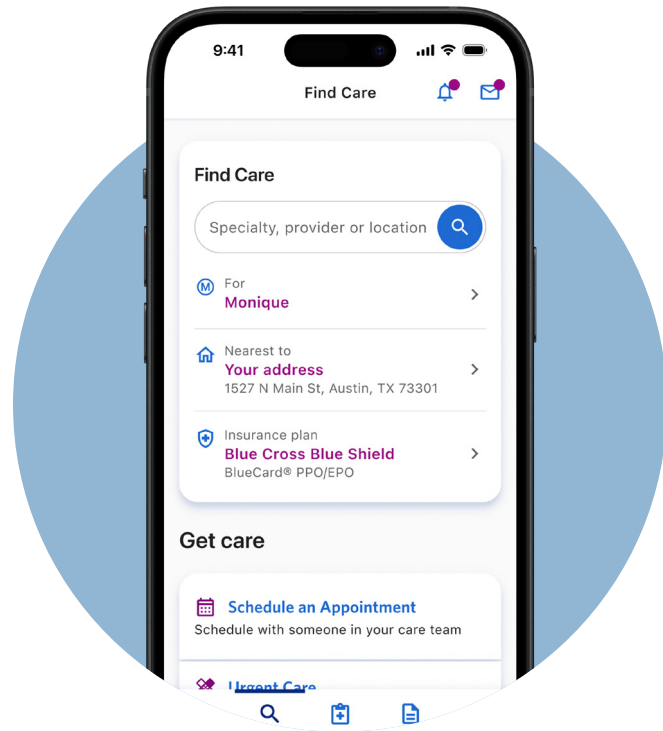 9:41
Find Care
Find Care
Specialty, provider or location
M
For
Monique
Nearest to
Your address
1527 N Main St, Austin, TX 73301
Insurance plan
Blue Cross Blue Shield
BlueCard® PPO/EPO
Get care
Schedule an Appointment
Schedule with someone in your care team
Urgent Care